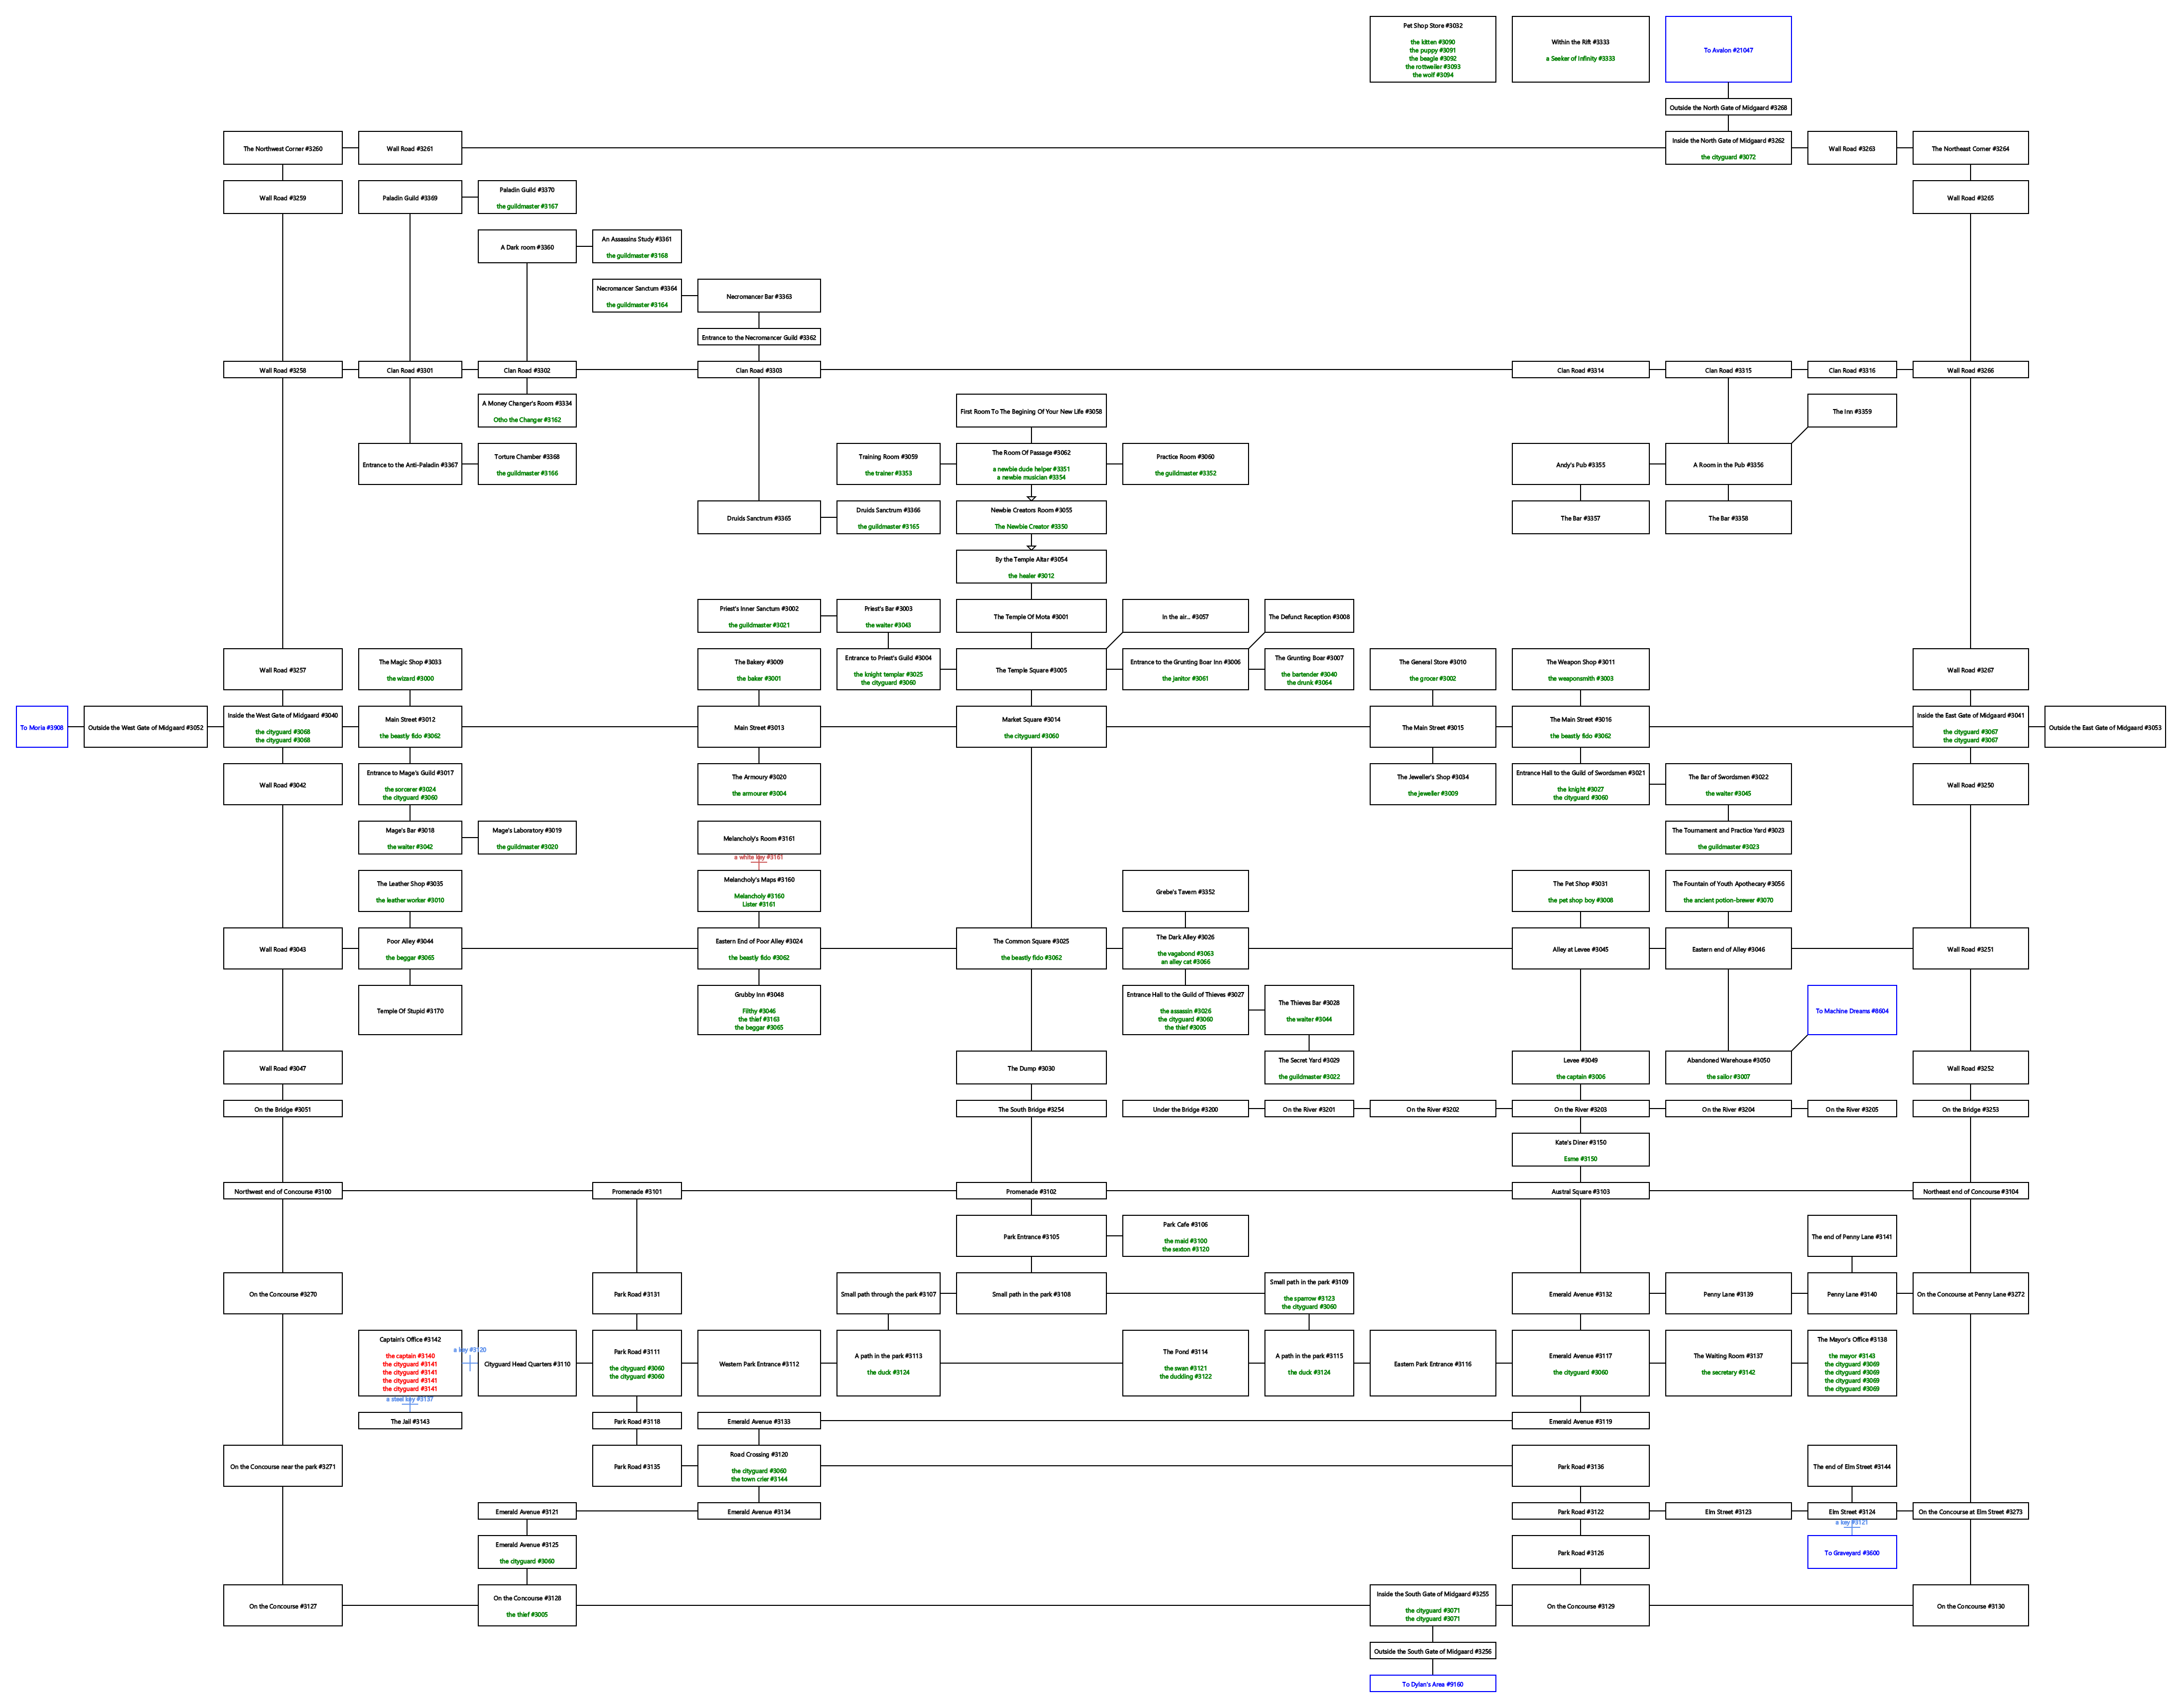 Pet Shop Store #3032
the kitten #3090
the puppy #3091
the beagle #3092
the rottweiler #3093
the wolf #3094
Within the Rift #3333
a Seeker of Infinity #3333
To Avalon #21047
Outside the North Gate of Midgaard #3268
The Northwest Corner #3260
Wall Road #3261
Inside the North Gate of Midgaard #3262
the cityguard #3072
Wall Road #3263
The Northeast Corner #3264
Wall Road #3259
Paladin Guild #3369
Paladin Guild #3370
the guildmaster #3167
Wall Road #3265
A Dark room #3360
An Assassins Study #3361
the guildmaster #3168
Necromancer Sanctum #3364
the guildmaster #3164
Necromancer Bar #3363
Entrance to the Necromancer Guild #3362
Wall Road #3258
Clan Road #3301
Clan Road #3302
Clan Road #3303
Clan Road #3314
Clan Road #3315
Clan Road #3316
Wall Road #3266
A Money Changer's Room #3334
Otho the Changer #3162
First Room To The Begining Of Your New Life #3058
The Inn #3359
Entrance to the Anti-Paladin #3367
Torture Chamber #3368
the guildmaster #3166
Training Room #3059
the trainer #3353
The Room Of Passage #3062
a newbie dude helper #3351
a newbie musician #3354
Practice Room #3060
the guildmaster #3352
Andy's Pub #3355
A Room in the Pub #3356
Druids Sanctrum #3365
Druids Sanctrum #3366
the guildmaster #3165
Newbie Creators Room #3055
The Newbie Creator #3350
The Bar #3357
The Bar #3358
By the Temple Altar #3054
the healer #3012
Priest's Inner Sanctum #3002
the guildmaster #3021
Priest's Bar #3003
the waiter #3043
The Temple Of Mota #3001
In the air... #3057
The Defunct Reception #3008
Wall Road #3257
The Magic Shop #3033
the wizard #3000
The Bakery #3009
the baker #3001
Entrance to Priest's Guild #3004
the knight templar #3025
the cityguard #3060
The Temple Square #3005
Entrance to the Grunting Boar Inn #3006
the janitor #3061
The Grunting Boar #3007
the bartender #3040
the drunk #3064
The General Store #3010
the grocer #3002
The Weapon Shop #3011
the weaponsmith #3003
Wall Road #3267
To Moria #3908
Outside the West Gate of Midgaard #3052
Inside the West Gate of Midgaard #3040
the cityguard #3068
the cityguard #3068
Main Street #3012
the beastly fido #3062
Main Street #3013
Market Square #3014
the cityguard #3060
The Main Street #3015
The Main Street #3016
the beastly fido #3062
Inside the East Gate of Midgaard #3041
the cityguard #3067
the cityguard #3067
Outside the East Gate of Midgaard #3053
Wall Road #3042
Entrance to Mage's Guild #3017
the sorcerer #3024
the cityguard #3060
The Armoury #3020
the armourer #3004
The Jeweller's Shop #3034
the jeweller #3009
Entrance Hall to the Guild of Swordsmen #3021
the knight #3027
the cityguard #3060
The Bar of Swordsmen #3022
the waiter #3045
Wall Road #3250
Mage's Bar #3018
the waiter #3042
Mage's Laboratory #3019
the guildmaster #3020
Melancholy's Room #3161
The Tournament and Practice Yard #3023
the guildmaster #3023
a white key #3161
The Leather Shop #3035
the leather worker #3010
Melancholy's Maps #3160
Melancholy #3160
Lister #3161
Grebe's Tavern #3352
The Pet Shop #3031
the pet shop boy #3008
The Fountain of Youth Apothecary #3056
the ancient potion-brewer #3070
Wall Road #3043
Poor Alley #3044
the beggar #3065
Eastern End of Poor Alley #3024
the beastly fido #3062
The Common Square #3025
the beastly fido #3062
The Dark Alley #3026
the vagabond #3063
an alley cat #3066
Alley at Levee #3045
Eastern end of Alley #3046
Wall Road #3251
Temple Of Stupid #3170
Grubby Inn #3048
Filthy #3046
the thief #3163
the beggar #3065
Entrance Hall to the Guild of Thieves #3027
the assassin #3026
the cityguard #3060
the thief #3005
The Thieves Bar #3028
the waiter #3044
To Machine Dreams #8604
Wall Road #3047
The Dump #3030
The Secret Yard #3029
the guildmaster #3022
Levee #3049
the captain #3006
Abandoned Warehouse #3050
the sailor #3007
Wall Road #3252
On the Bridge #3051
The South Bridge #3254
Under the Bridge #3200
On the River #3201
On the River #3202
On the River #3203
On the River #3204
On the River #3205
On the Bridge #3253
Kate's Diner #3150
Esme #3150
Northwest end of Concourse #3100
Promenade #3101
Promenade #3102
Austral Square #3103
Northeast end of Concourse #3104
Park Entrance #3105
Park Cafe #3106
the maid #3100
the sexton #3120
The end of Penny Lane #3141
On the Concourse #3270
Park Road #3131
Small path through the park #3107
Small path in the park #3108
Small path in the park #3109
the sparrow #3123
the cityguard #3060
Emerald Avenue #3132
Penny Lane #3139
Penny Lane #3140
On the Concourse at Penny Lane #3272
Captain's Office #3142
the captain #3140
the cityguard #3141
the cityguard #3141
the cityguard #3141
the cityguard #3141
a key #3120
Cityguard Head Quarters #3110
Park Road #3111
the cityguard #3060
the cityguard #3060
Western Park Entrance #3112
A path in the park #3113
the duck #3124
The Pond #3114
the swan #3121
the duckling #3122
A path in the park #3115
the duck #3124
Eastern Park Entrance #3116
Emerald Avenue #3117
the cityguard #3060
The Waiting Room #3137
the secretary #3142
The Mayor's Office #3138
the mayor #3143
the cityguard #3069
the cityguard #3069
the cityguard #3069
the cityguard #3069
a steel key #3137
The Jail #3143
Park Road #3118
Emerald Avenue #3133
Emerald Avenue #3119
On the Concourse near the park #3271
Park Road #3135
Road Crossing #3120
the cityguard #3060
the town crier #3144
Park Road #3136
The end of Elm Street #3144
Emerald Avenue #3121
Emerald Avenue #3134
Park Road #3122
Elm Street #3123
Elm Street #3124
On the Concourse at Elm Street #3273
a key #3121
Emerald Avenue #3125
the cityguard #3060
Park Road #3126
To Graveyard #3600
On the Concourse #3127
On the Concourse #3128
the thief #3005
Inside the South Gate of Midgaard #3255
the cityguard #3071
the cityguard #3071
On the Concourse #3129
On the Concourse #3130
Outside the South Gate of Midgaard #3256
To Dylan's Area #9160